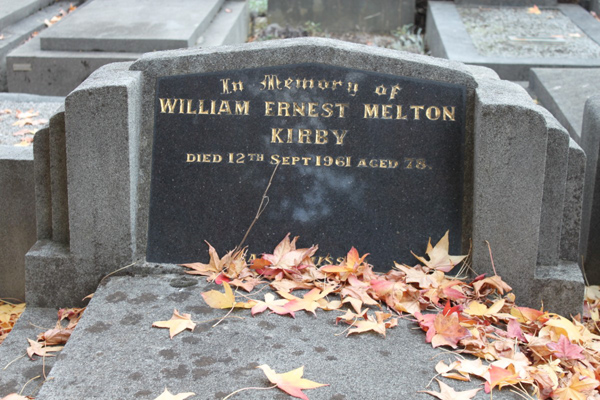 In Memory of
WILLIAM ERNEST MELTON
KIRBY
DIED 12TH SEPT 1961 AGED 78.